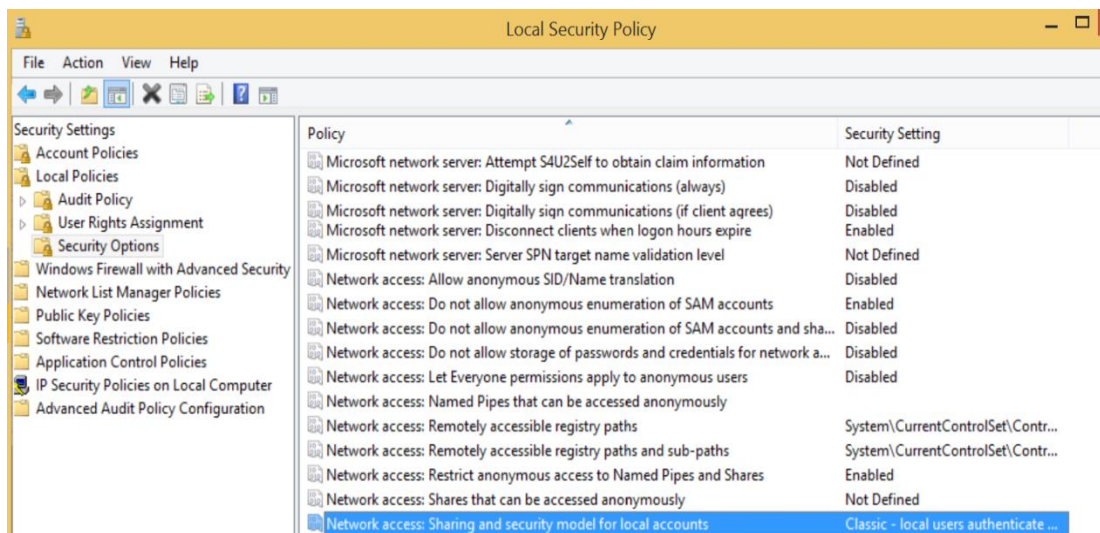 Local Security Policy
File Action View Help
Security Settings
Account Policies
Local Policies
Audit Policy
User Rights Assignment
Security Options
Windows Firewall with Advanced Security
Network List Manager Policies
Public Key Policies
Software Restriction Policies
Application Control Policies
IP Security Policies on Local Computer
Advanced Audit Policy Configuration
Policy Security Setting
Microsoft network server: Attempt S4U2Self to obtain claim information Not Defined
Microsoft network server: Digitally sign communications (always) Disabled
Microsoft network server: Digitally sign communications (if client agrees) Disabled
Microsoft network server: Disconnect clients when logon hours expire Enabled
Microsoft network server: Server SPN target name validation level Not Defined
Network access: Allow anonymous SID/Name translation Disabled
Network access: Do not allow anonymous enumeration of SAM accounts Enabled
Network access: Do not allow anonymous enumeration of SAM accounts and sha... Disabled
Network access: Do not allow storage of passwords and credentials for network a... Disabled
Network access: Let Everyone permissions apply to anonymous users Disabled
Network access: Named Pipes that can be accessed anonymously
Network access: Remotely accessible registry paths System\CurrentControlSet\Contr...
Network access: Remotely accessible registry paths and sub-paths System\CurrentControlSet\Contr...
Network access: Restrict anonymous access to Named Pipes and Shares Enabled
Network access: Shares that can be accessed anonymously Not Defined
Network access: Sharing and security model for local accounts Classic - local users authenticate ...